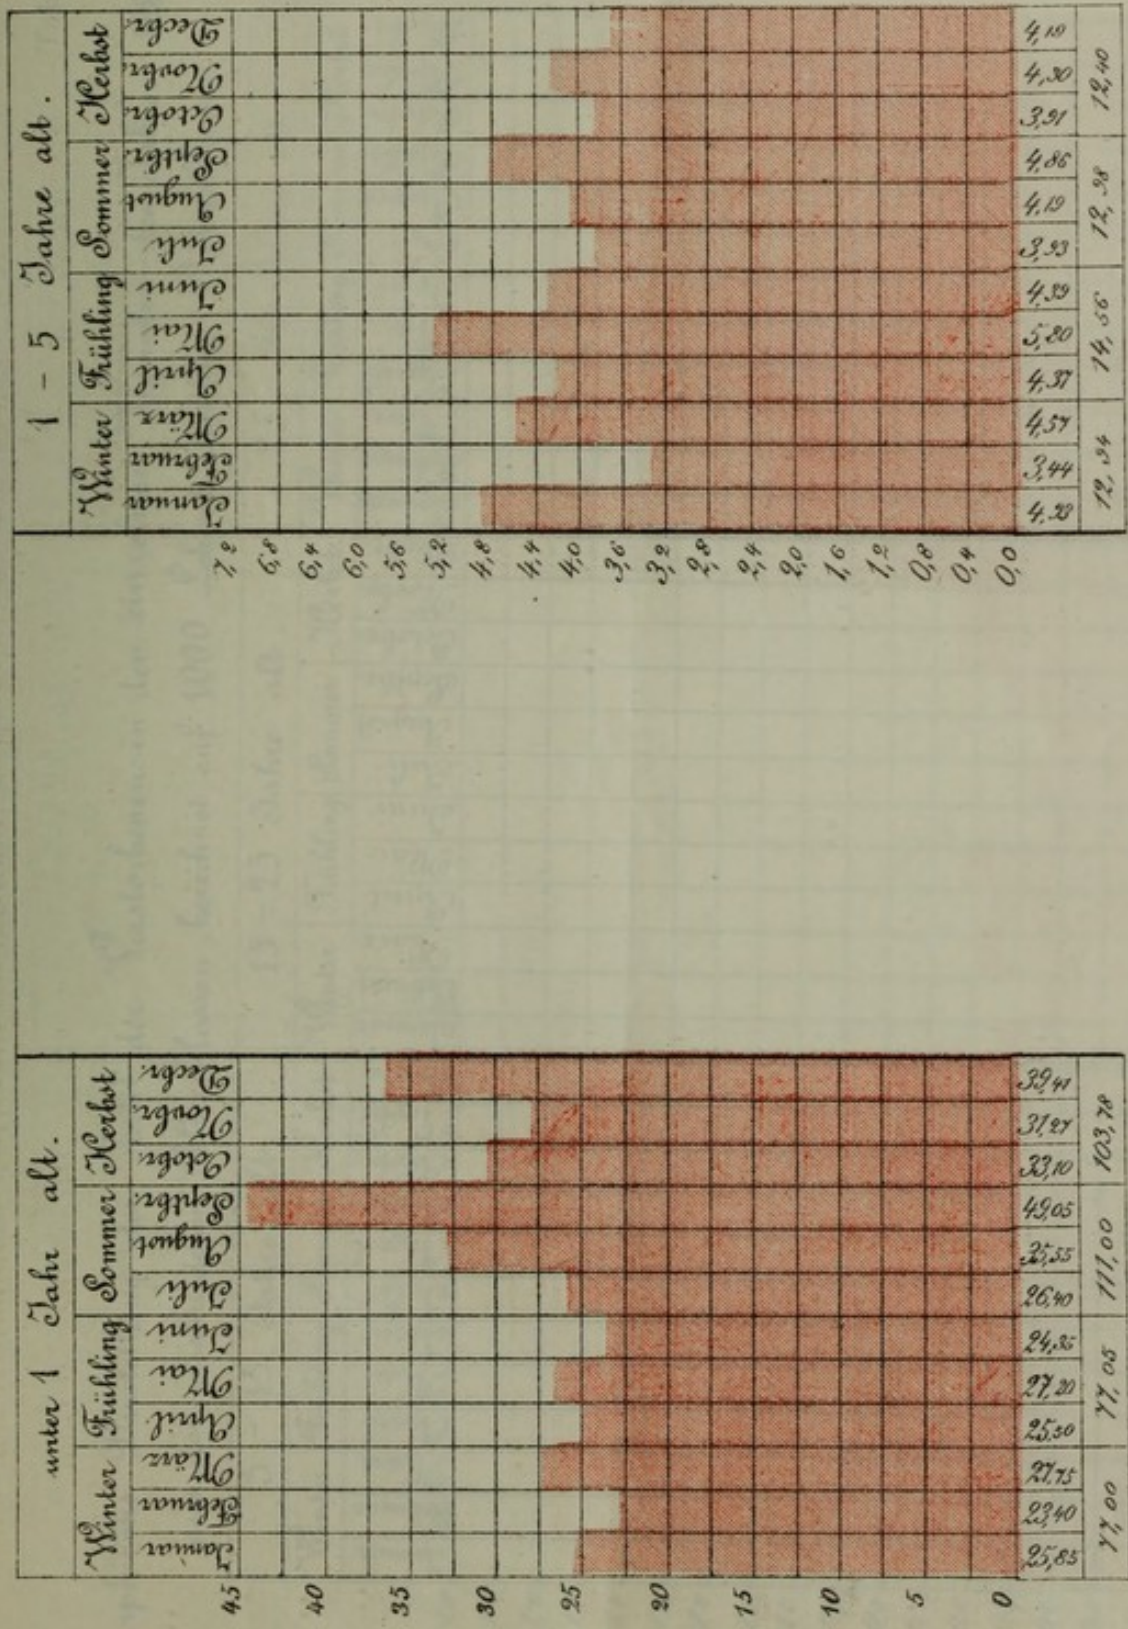 unter 1 Jahr alt.
Winter Frühling Sommer Herbst
Januar Februar März April Mai Juni Juli August Septbr. Octobr. Novbr. Decbr.
45
40
35
30
25
20
15
10
5
0
25,85 23,40 27,75 25,50 27,20 24,35 26,40 35,55 49,05 33,10 31,27 39,41
77,00 77,05 111,00 103,78
1 - 5 Jahre alt.
Winter Frühling Sommer Herbst
Januar Februar März April Mai Juni Juli August Septbr. Octobr. Novbr. Decbr.
7,2
6,8
6,4
6,0
5,6
5,2
4,8
4,4
4,0
3,6
3,2
2,8
2,4
2,0
1,6
1,2
0,8
0,4
0,0
4,93 3,44 4,57 4,37 5,80 4,39 3,93 4,19 4,86 3,91 4,30 4,19
12,94 14,56 12,98 12,40